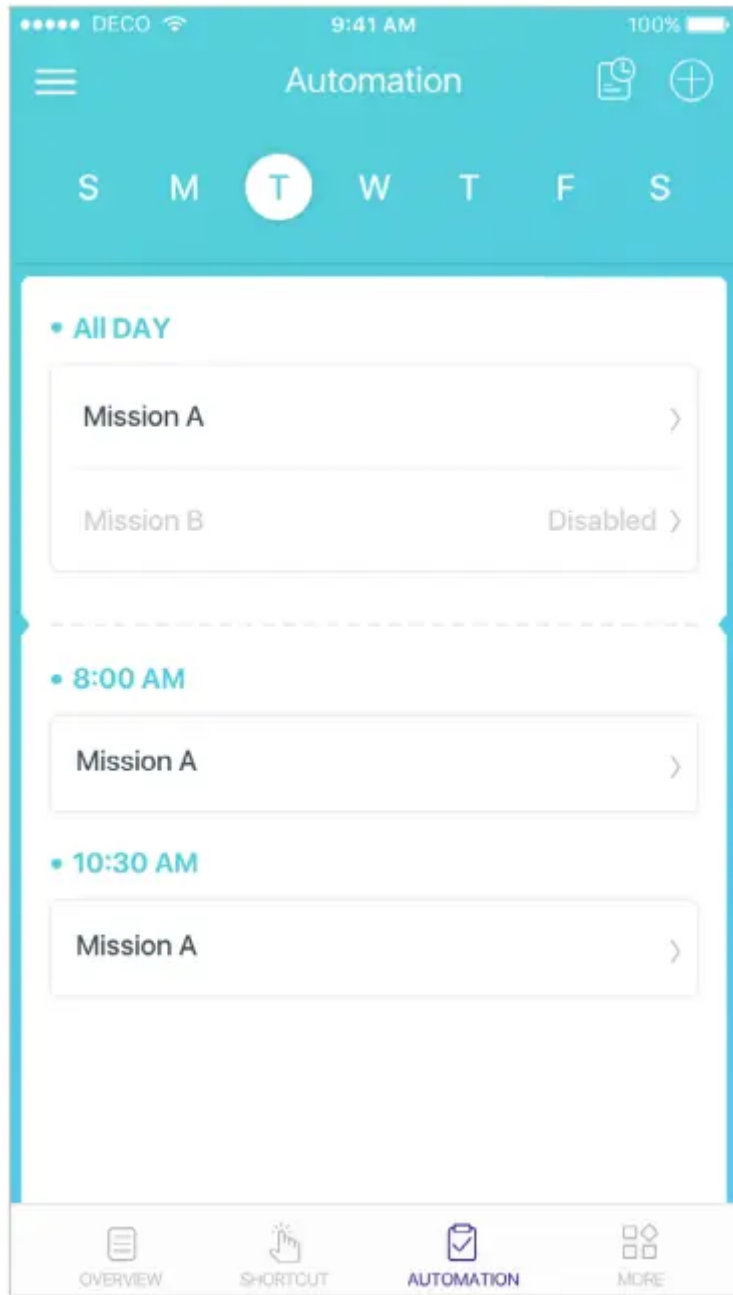 DECO 9:41 AM 100%
Automation
S M T W T F S
• All DAY
Mission A
Mission B Disabled
• 8:00 AM
Mission A
• 10:30 AM
Mission A
OVERVIEW SHORTCUT AUTOMATION MORE